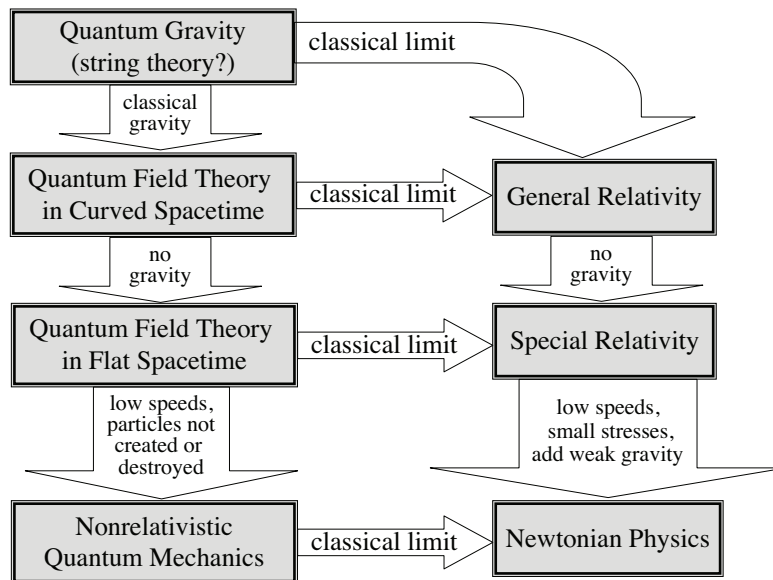 Quantum Gravity
(string theory?)
classical limit
classical
gravity
Quantum Field Theory
in Curved Spacetime
classical limit
General Relativity
no
gravity
no
gravity
Quantum Field Theory
in Flat Spacetime
classical limit
Special Relativity
low speeds,
particles not
created or
destroyed
low speeds,
small stresses,
add weak gravity
Nonrelativistic
Quantum Mechanics
classical limit
Newtonian Physics